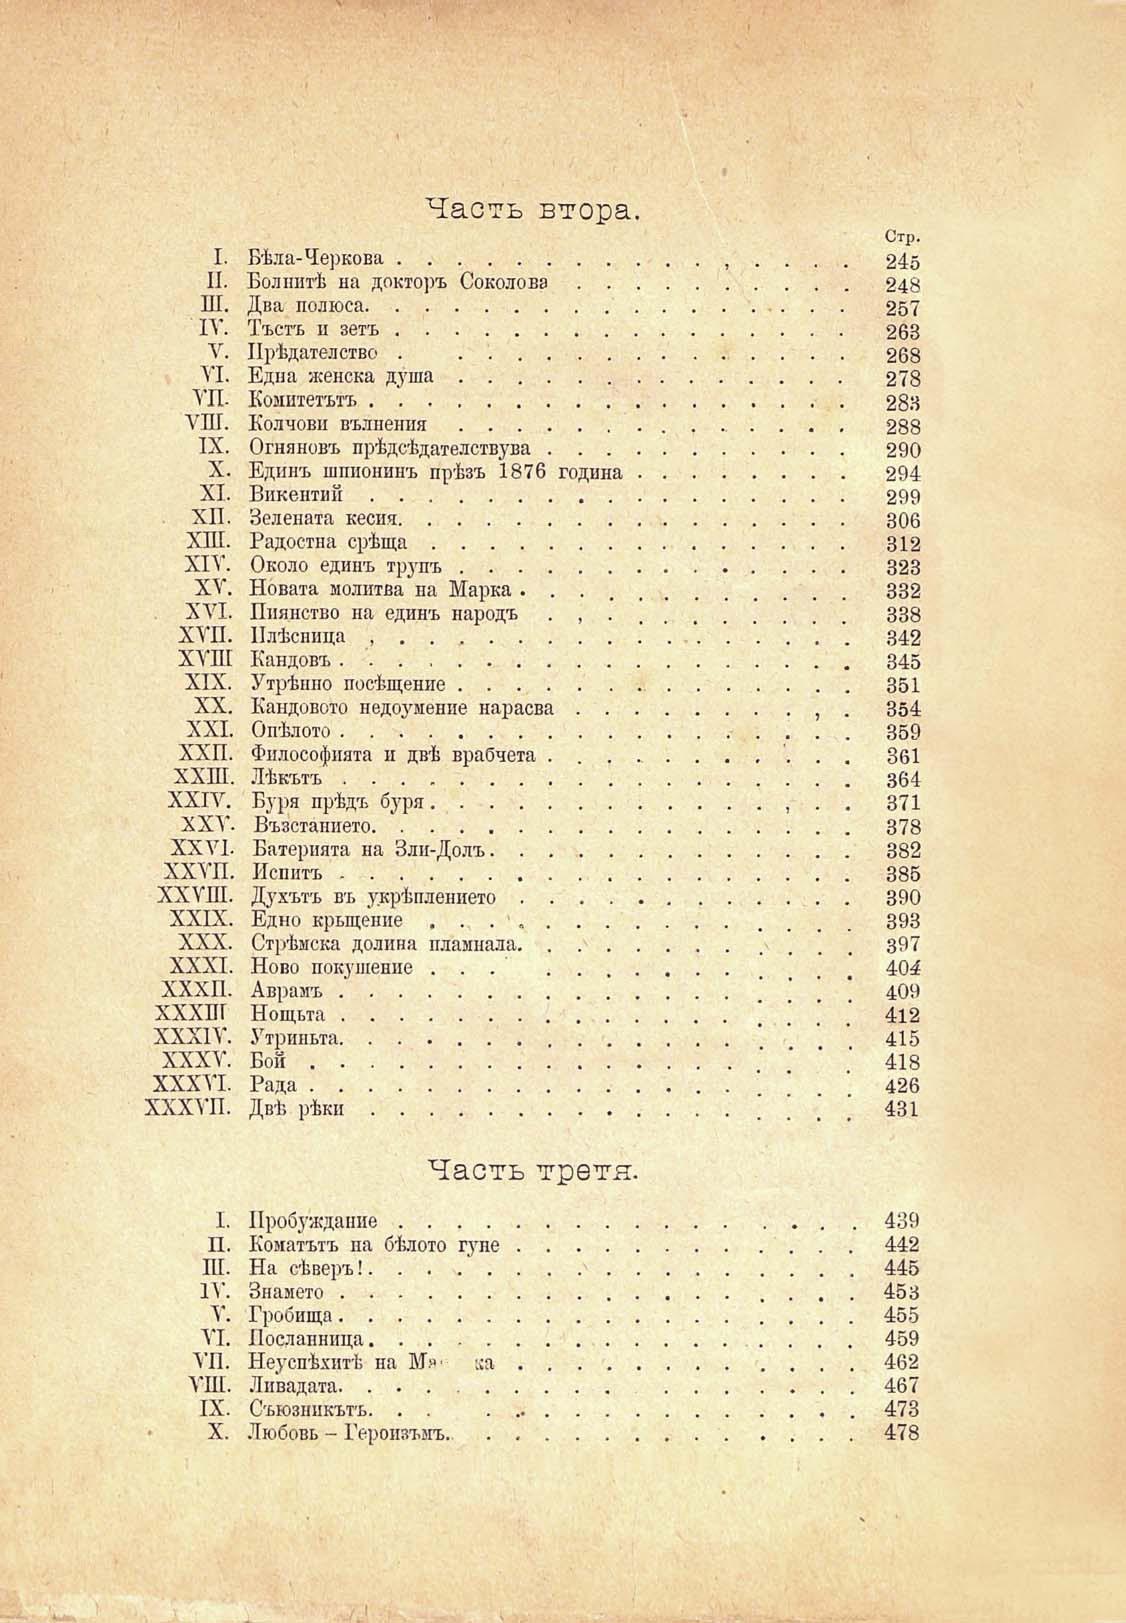 Часть втора.
Стр.
I. Бѣла-Черкова . . . . . . . . . . . . . . . . 245
II. Болнитѣ на докторъ Соколова . . . . . . . . . . 248
III. Два полюса. . . . . . . . . . . . . . . . . 257
IV. Тъстъ и зетъ . . . . . . . . . . . . . . . . 263
V. Прѣдателство . . . . . . . . . . . . . . . 268
VI. Една женска душа . . . . . . . . . . . . . . 278
VII. Комитетътъ . . . . . . . . . . . . . . . . . 283
VIII. Колчови вълнения . . . . . . . . . . . . . . 288
IX. Огняновъ прѣдсѣдателствува . . . . . . . . . . . 290
X. Единъ шпионинъ прѣзъ 1876 година . . . . . . . . 294
XI. Викентий . . . . . . . . . . . . . . . . . 299
XII. Зелената кесия. . . . . . . . . . . . . . . . 306
XIII. Радостна срѣща . . . . . . . . . . . . . . . 312
XIV. Около единъ трупъ . . . . . . . . . . . . . . 323
XV. Новата молитва на Марка . . . . . . . . . . . . 332
XVI. Пиянство на единъ народъ . . . . . . . . . . . 338
XVII. Плѣсница . . . . . . . . . . . . . . . . . 342
XVIII Кандовъ . . . . . . . . . . . . . . . . . . 345
XIX. Утрѣнно посѣщение . . . . . . . . . . . . . . 351
XX. Кандовото недоумение нарасва . . . . . . . . . . 354
XXI. Опѣлото . . . . . . . . . . . . . . . . . . 359
XXII. Философията и двѣ врабчета . . . . . . . . . . . 361
XXIII. Лѣкътъ . . . . . . . . . . . . . . . . . . 364
XXIV. Буря прѣдъ буря . . . . . . . . . . . . . . . 371
XXV. Възстанието. . . . . . . . . . . . . . . . . 378
XXVI. Батерията на Зли-Долъ . . . . . . . . . . . . . 382
XXVII. Испитъ . . . . . . . . . . . . . . . . . . 385
XXVIII. Духътъ въ укрѣплението . . . . . . . . . . . . 390
XXIX. Едно кръщение . . . . . . . . . . . . . . . 393
XXX. Стрѣмска долина пламнала. . . . . . . . . . . . 397
XXXI. Ново покушение . . . . . . . . . . . . . . . 404
XXXII. Аврамъ . . . . . . . . . . . . . . . . . . 409
XXXIII Нощьта . . . . . . . . . . . . . . . . . . 412
XXXIV. Утриньта. . . . . . . . . . . . . . . . . . 415
XXXV. Бой . . . . . . . . . . . . . . . . . . . 418
XXXVI. Рада . . . . . . . . . . . . . . . . . . . 426
XXXVII. Двѣ рѣки . . . . . . . . . . . . . . . . . 431
Часть третя.
I. Пробуждание . . . . . . . . . . . . . . . . 439
II. Коматътъ на бѣлото гуне . . . . . . . . . . . . 442
III. На сѣверъ! . . . . . . . . . . . . . . . . . 445
IV. Знамето . . . . . . . . . . . . . . . . . . 453
V. Гробища . . . . . . . . . . . . . . . . . . 455
VI. Посланница . . . . . . . . . . . . . . . . . 459
VII. Неуспѣхитѣ на . . . . . . . . . . . . 462
VIII. Ливадата. . . . . . . . . . . . . . . . . . 467
IX. Съюзникътъ. . . . . . . . . . . . . . . . . 473
X. Любовь – Героизъмъ. . . . . . . . . . . . . . 478